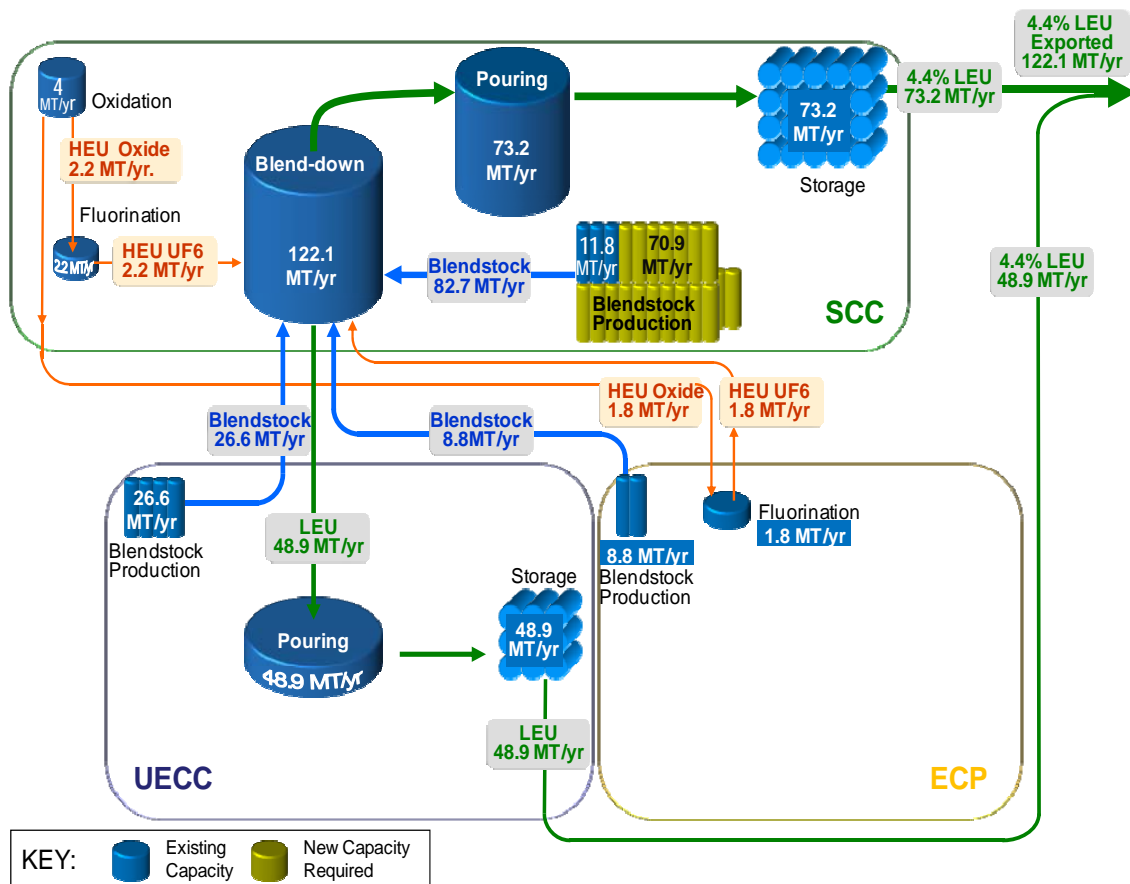 4.4% LEU
Exported
122.1 MT/yr
4
MT/yr
Oxidation
Pouring
73.2
MT/yr
73.2
MT/yr
Storage
4.4% LEU
73.2 MT/yr
HEU Oxide
2.2 MT/yr.
Blend-down
122.1
MT/yr
Fluorination
2.2 MT/yr
HEU UF6
2.2 MT/yr
Blendstock
82.7 MT/yr
11.8
MT/yr
70.9
MT/yr
Blendstock
Production
SCC
4.4% LEU
48.9 MT/yr
HEU Oxide
1.8 MT/yr
HEU UF6
1.8 MT/yr
Blendstock
26.6 MT/yr
Blendstock
8.8MT/yr
26.6
MT/yr
Blendstock
Production
LEU
48.9 MT/yr
Fluorination
1.8 MT/yr
8.8 MT/yr
Blendstock
Production
Storage
48.9
MT/yr
Pouring
48.9 MT/yr
LEU
48.9 MT/yr
UECC
ECP
KEY:
Existing
Capacity
New Capacity
Required